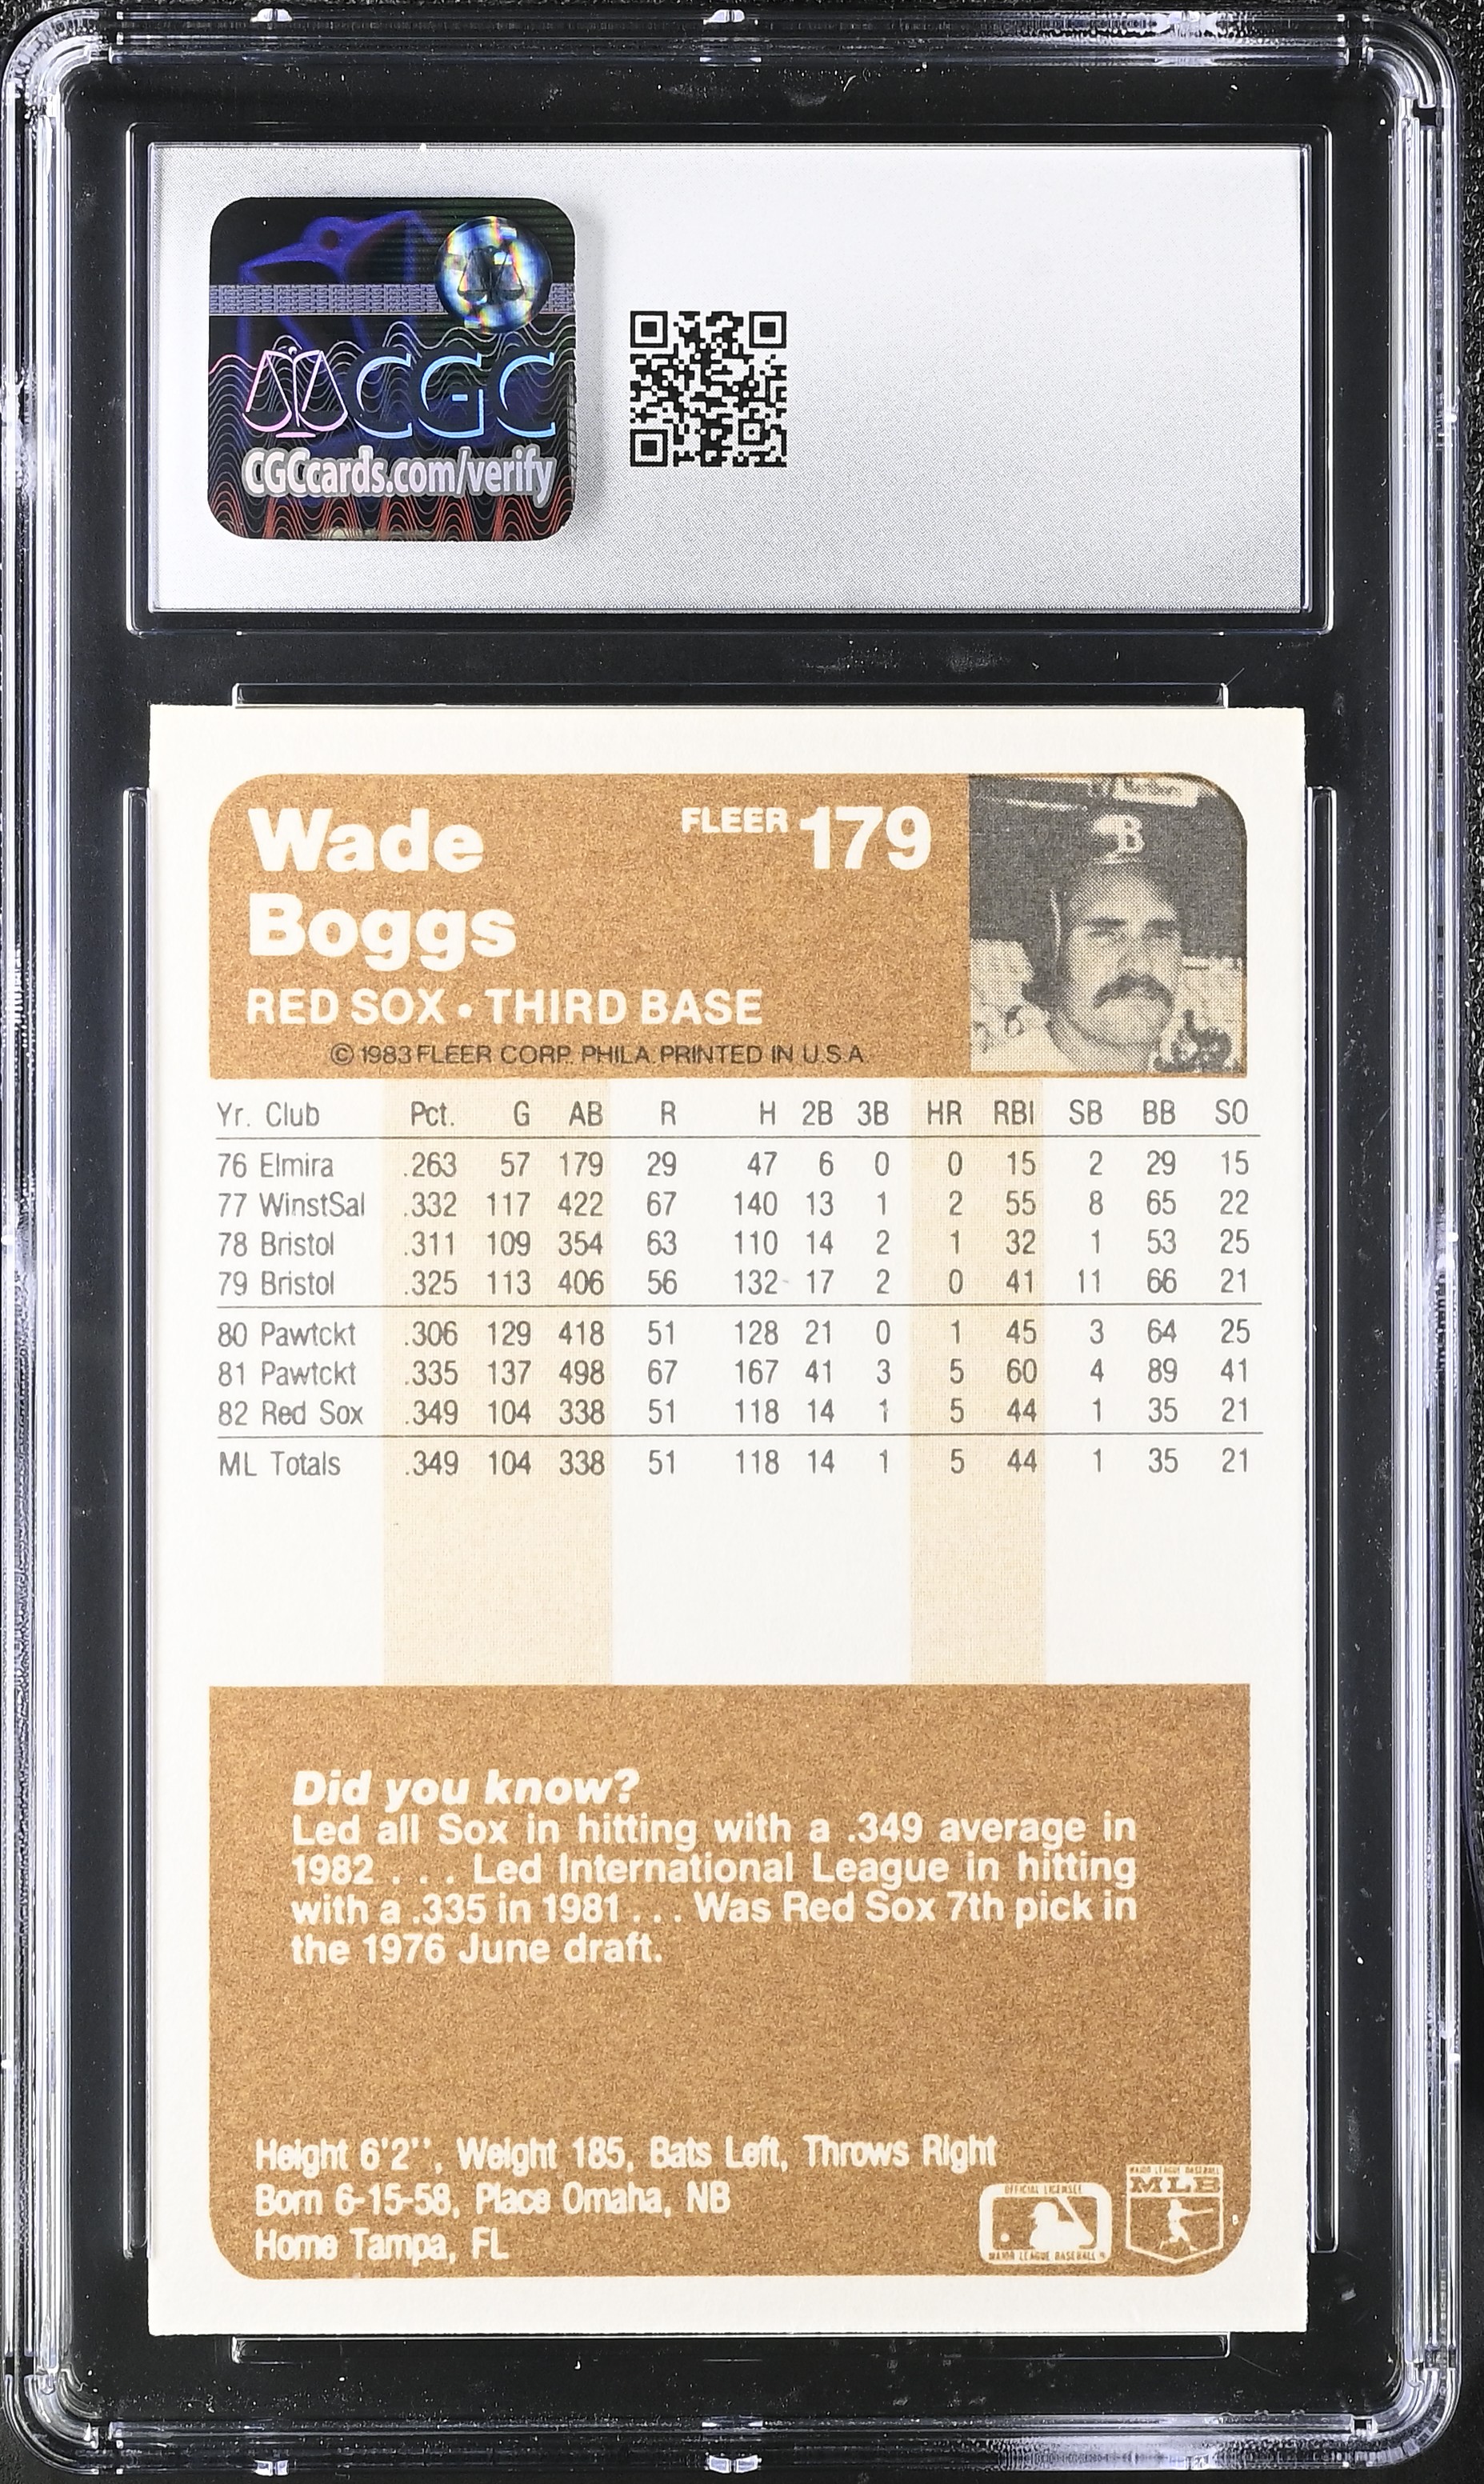 CGC
CGCcards.com/verify
Wade
Boggs
FLEER 179
RED SOX • THIRD BASE
© 1983 FLEER CORP. PHILA. PRINTED IN U.S.A.
B
Yr. Club Pct. G AB R H 2B 3B HR RBI SB BB SO
76 Elmira .263 57 179 29 47 6 0 0 15 2 29 15
77 WinstSal .332 117 422 67 140 13 1 2 55 8 65 22
78 Bristol .311 109 354 63 110 14 2 1 32 1 53 25
79 Bristol .325 113 406 56 132 17 2 0 41 11 66 21
80 Pawtckt .306 129 418 51 128 21 0 1 45 3 64 25
81 Pawtckt .335 137 498 67 167 41 3 5 60 4 89 41
82 Red Sox .349 104 338 51 118 14 1 5 44 1 35 21
ML Totals .349 104 338 51 118 14 1 5 44 1 35 21
Did you know?
Led all Sox in hitting with a .349 average in
1982 . . . Led International League in hitting
with a .335 in 1981 . . . Was Red Sox 7th pick in
the 1976 June draft.
Height 6'2'', Weight 185, Bats Left, Throws Right
Born 6-15-58, Place Omaha, NB
Home Tampa, FL
OFFICIAL LICENSEE
MAJOR LEAGUE BASEBALL
MAJOR LEAGUE BASEBALL
MLB